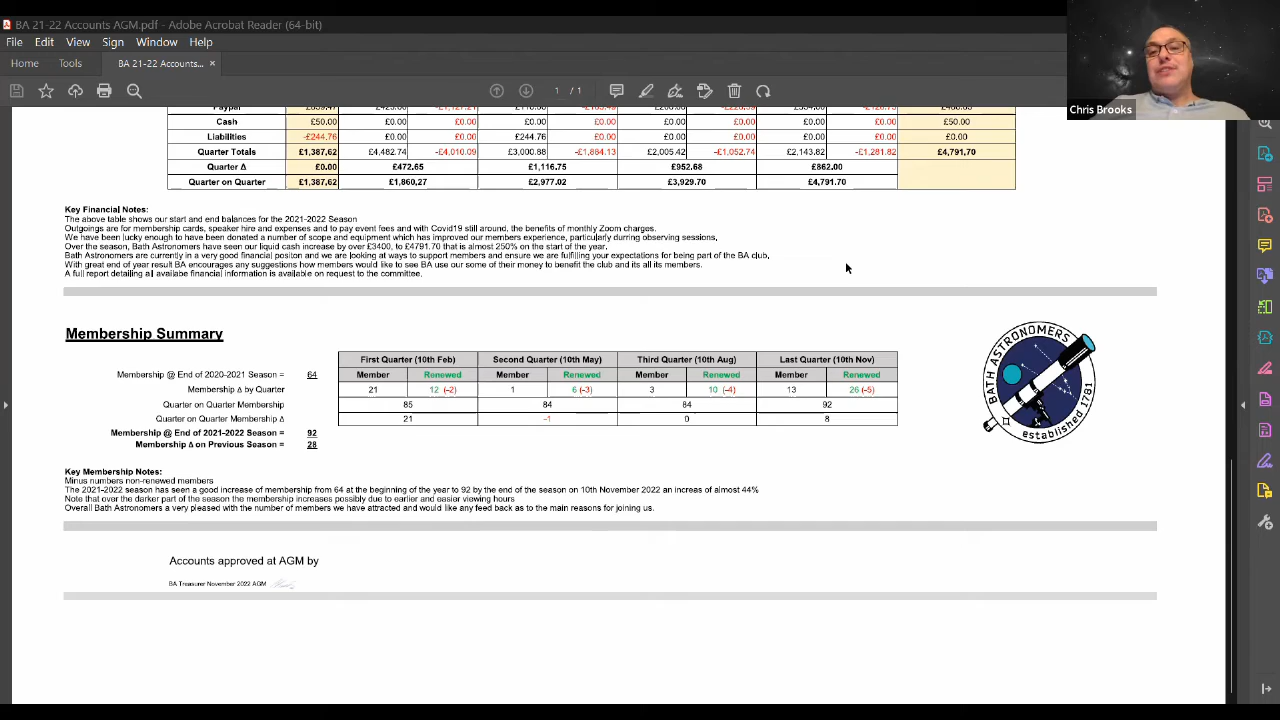 BA 21-22 Accounts AGM.pdf - Adobe Acrobat Reader (64-bit)
File Edit View Sign Window Help
Home Tools BA 21-22 Accounts... ×
1 / 1
Chris Brooks
Cash £50.00 £0.00 £0.00 £0.00 £0.00 £0.00 £0.00 £0.00 £0.00 £50.00
Liabilities -£244.76 £0.00 £0.00 £244.76 £0.00 £0.00 £0.00 £0.00 £0.00 £0.00
Quarter Totals £1,387.62 £4,482.74 -£4,010.09 £3,000.88 -£1,884.13 £2,005.42 -£1,052.74 £2,143.82 -£1,281.82 £4,791.70
Quarter Δ £0.00 £472.65 £1,116.75 £952.68 £862.00
Quarter on Quarter £1,387.62 £1,860.27 £2,977.02 £3,929.70 £4,791.70
Key Financial Notes:
The above table shows our start and end balances for the 2021-2022 Season
Outgoings are for membership cards, speaker hire and expenses and to pay event fees and with Covid19 still around, the benefits of monthly Zoom charges.
We have been lucky enough to have been donated a number of scope and equipment which has improved our members experience, particularly durring observing sessions,
Over the season, Bath Astronomers have seen our liquid cash increase by over £3400, to £4791.70 that is almost 250% on the start of the year.
Bath Astronomers are currently in a very good financial positon and we are looking at ways to support members and ensure we are fulfilling your expectations for being part of the BA club,
With great end of year result BA encourages any suggestions how members would like to see BA use our some of their money to benefit the club and its all its members.
A full report detailing all availabe financial information is available on request to the committee.
Membership Summary
First Quarter (10th Feb) Second Quarter (10th May) Third Quarter (10th Aug) Last Quarter (10th Nov)
Membership @ End of 2020-2021 Season = 64 Member Renewed Member Renewed Member Renewed Member Renewed
Membership Δ by Quarter 21 12 (-2) 1 6 (-3) 3 10 (-4) 13 26 (-5)
Quarter on Quarter Membership 85 84 84 92
Quarter on Quarter Membership Δ 21 -1 0 8
Membership @ End of 2021-2022 Season = 92
Membership Δ on Previous Season = 28
BATH ASTRONOMERS
established 1781
Key Membership Notes:
Minus numbers non-renewed members
The 2021-2022 season has seen a good increase of membership from 64 at the beginning of the year to 92 by the end of the season on 10th November 2022 an increas of almost 44%
Note that over the darker part of the season the membership increases possibly due to earlier and easier viewing hours
Overall Bath Astronomers a very pleased with the number of members we have attracted and would like any feed back as to the main reasons for joining us.
Accounts approved at AGM by
BA Treasurer November 2022 AGM